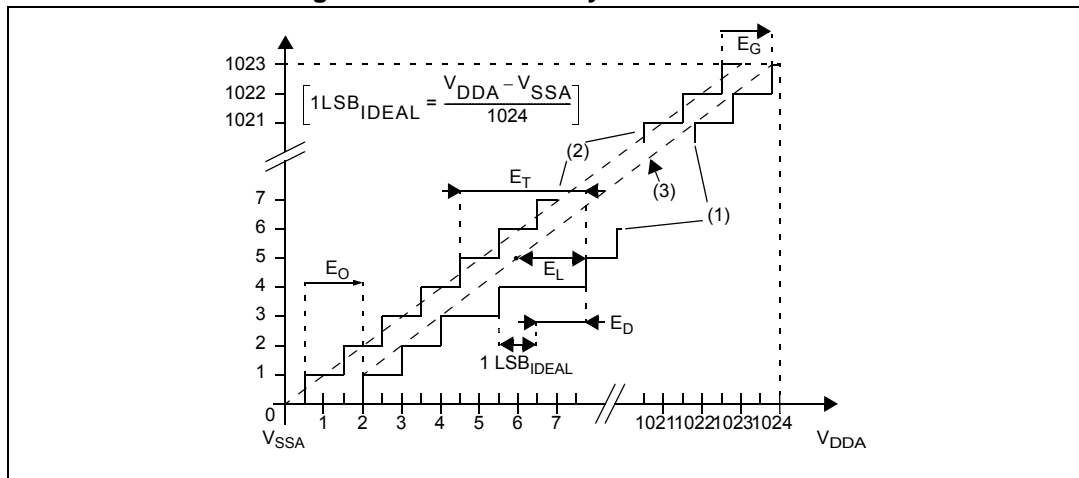 E_G
1023
1022
1021
[1LSB_IDEAL = (V_DDA – V_SSA) / 1024]
(2)
(3)
(1)
E_T
7
6
5
4
3
2
1
0
E_O
E_L
E_D
1 LSB_IDEAL
1 2 3 4 5 6 7 1021 1022 1023 1024
V_SSA
V_DDA